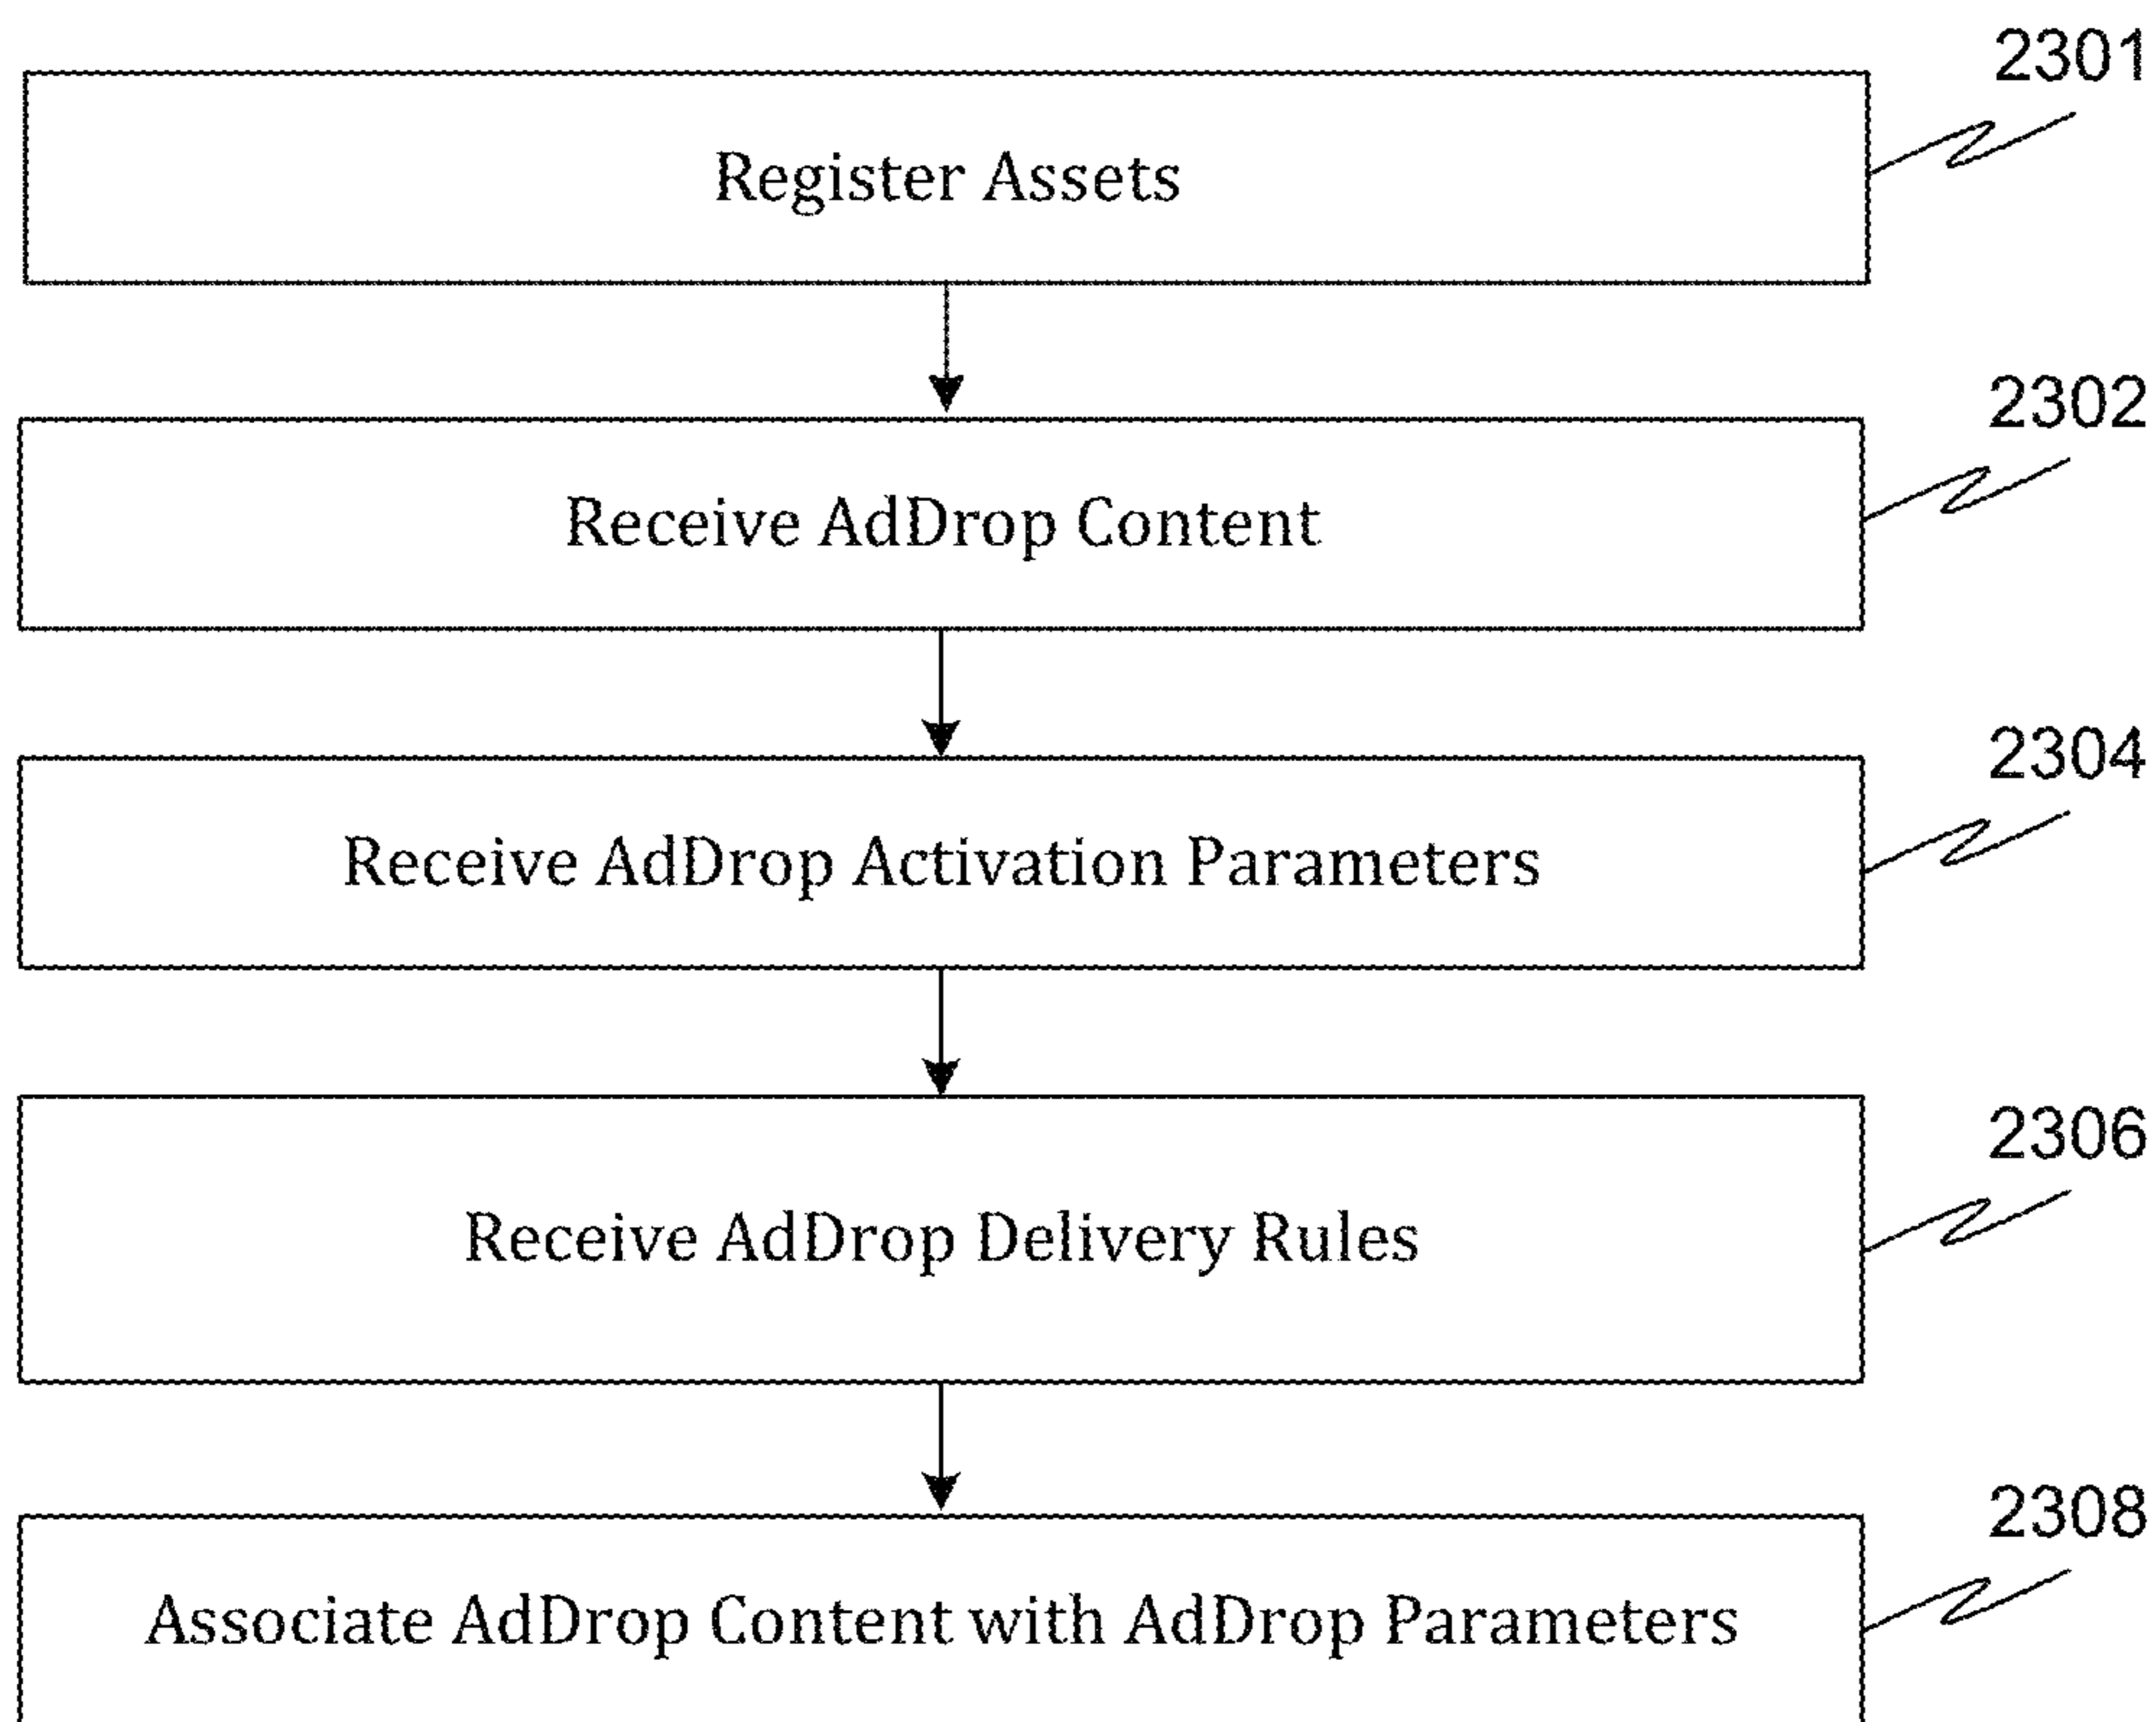 2301
Register Assets
2302
Receive AdDrop Content
2304
Receive AdDrop Activation Parameters
2306
Receive AdDrop Delivery Rules
2308
Associate AdDrop Content with AdDrop Parameters